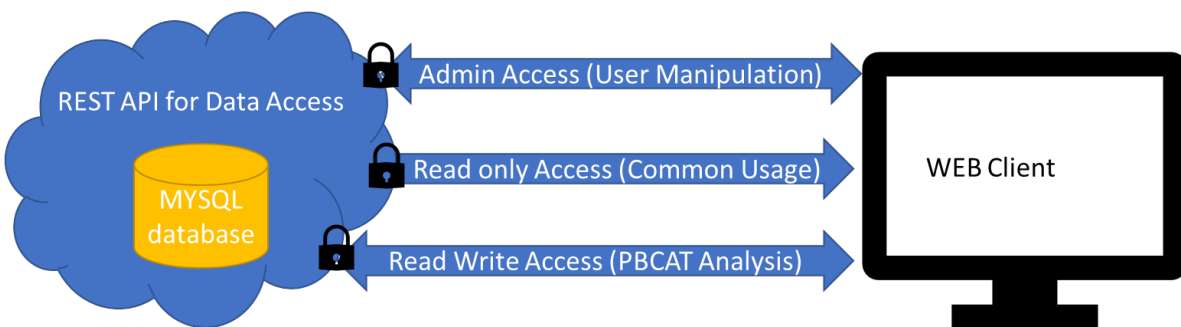 Admin Access (User Manipulation)
REST API for Data Access
Read only Access (Common Usage)
WEB Client
MYSQL
database
Read Write Access (PBCAT Analysis)